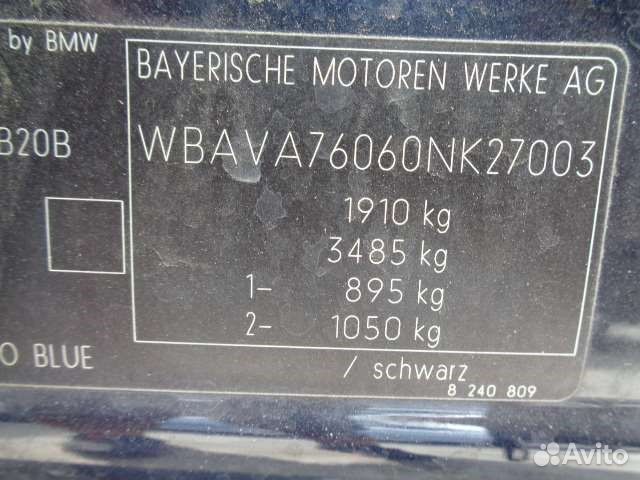 by BMW
BAYERISCHE MOTOREN WERKE AG
B20B
WBAVA76060NK27003
1910 kg
3485 kg
1- 895 kg
2- 1050 kg
O BLUE
/ schwarz
8 240 809
Avito